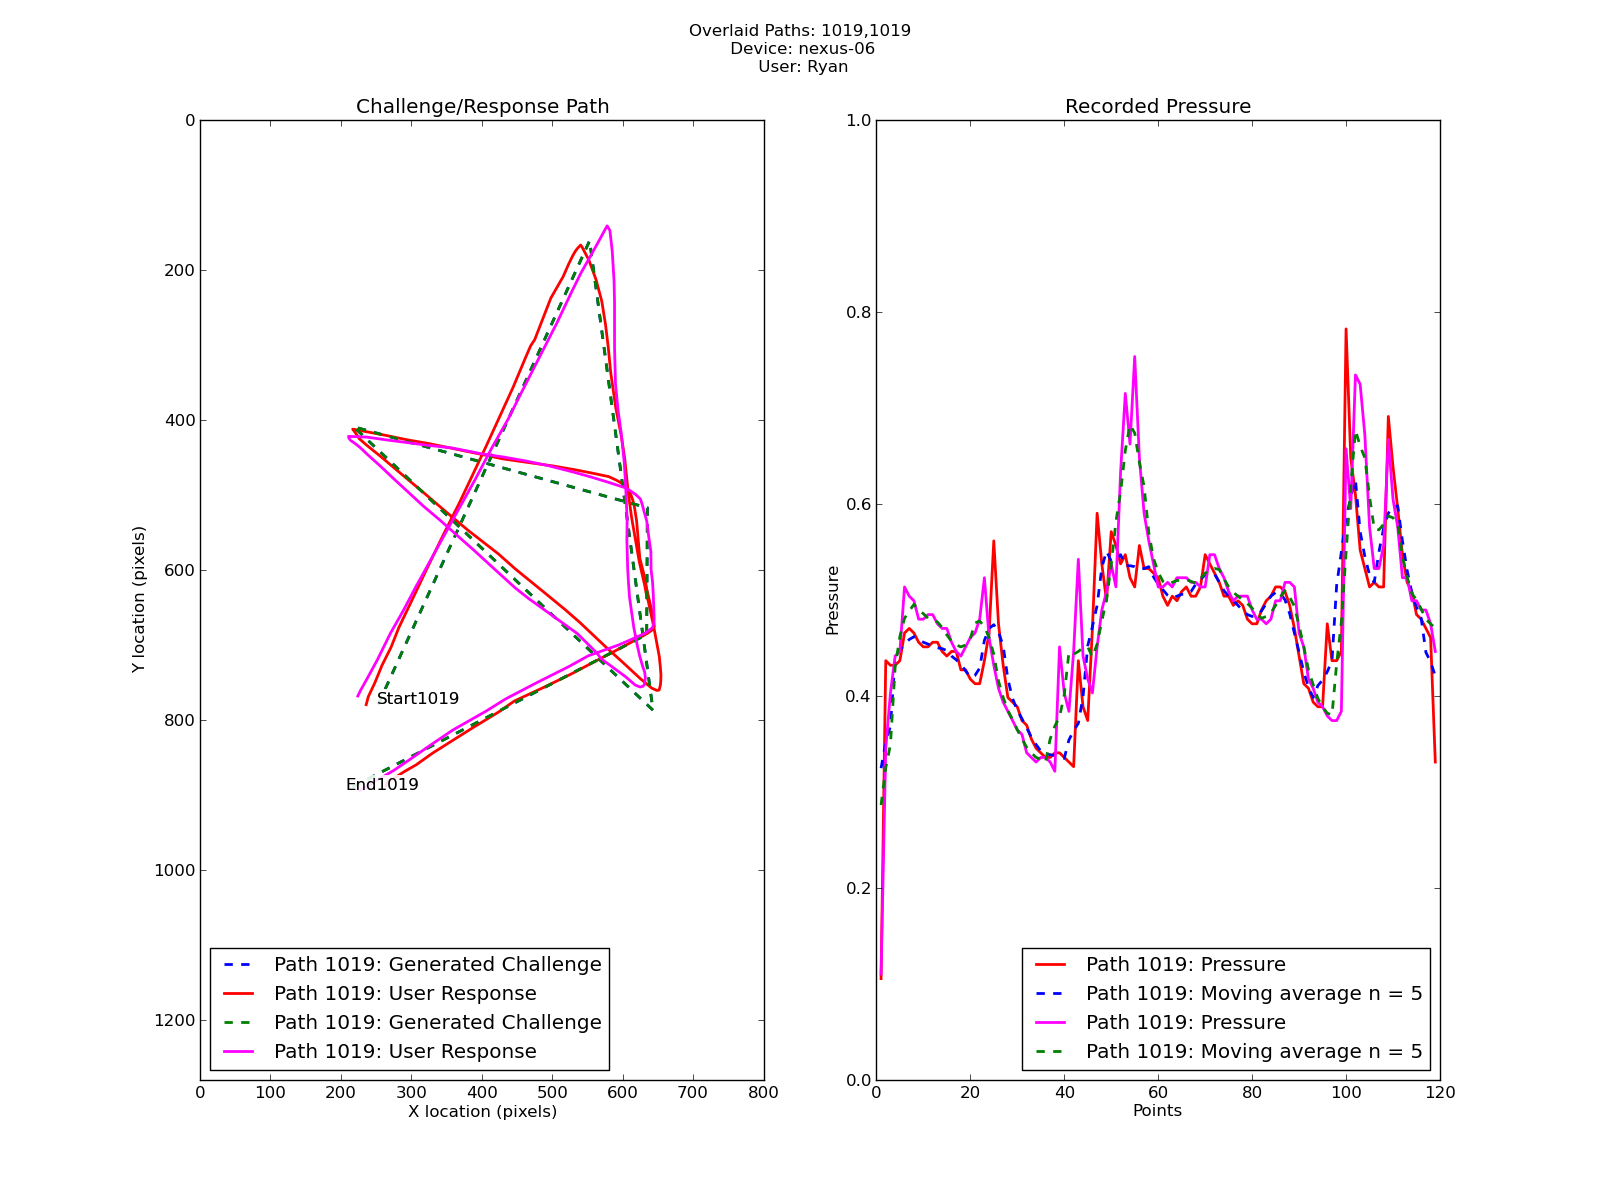 Overlaid Paths: 1019,1019
Device: nexus-06
User: Ryan
Challenge/Response Path
0
200
400
600
800
1000
1200
Y location (pixels)
Start1019
End1019
Path 1019: Generated Challenge
Path 1019: User Response
Path 1019: Generated Challenge
Path 1019: User Response
0 100 200 300 400 500 600 700 800
X location (pixels)
Recorded Pressure
1.0
0.8
0.6
0.4
0.2
0.0
Pressure
Path 1019: Pressure
Path 1019: Moving average n = 5
Path 1019: Pressure
Path 1019: Moving average n = 5
0 20 40 60 80 100 120
Points